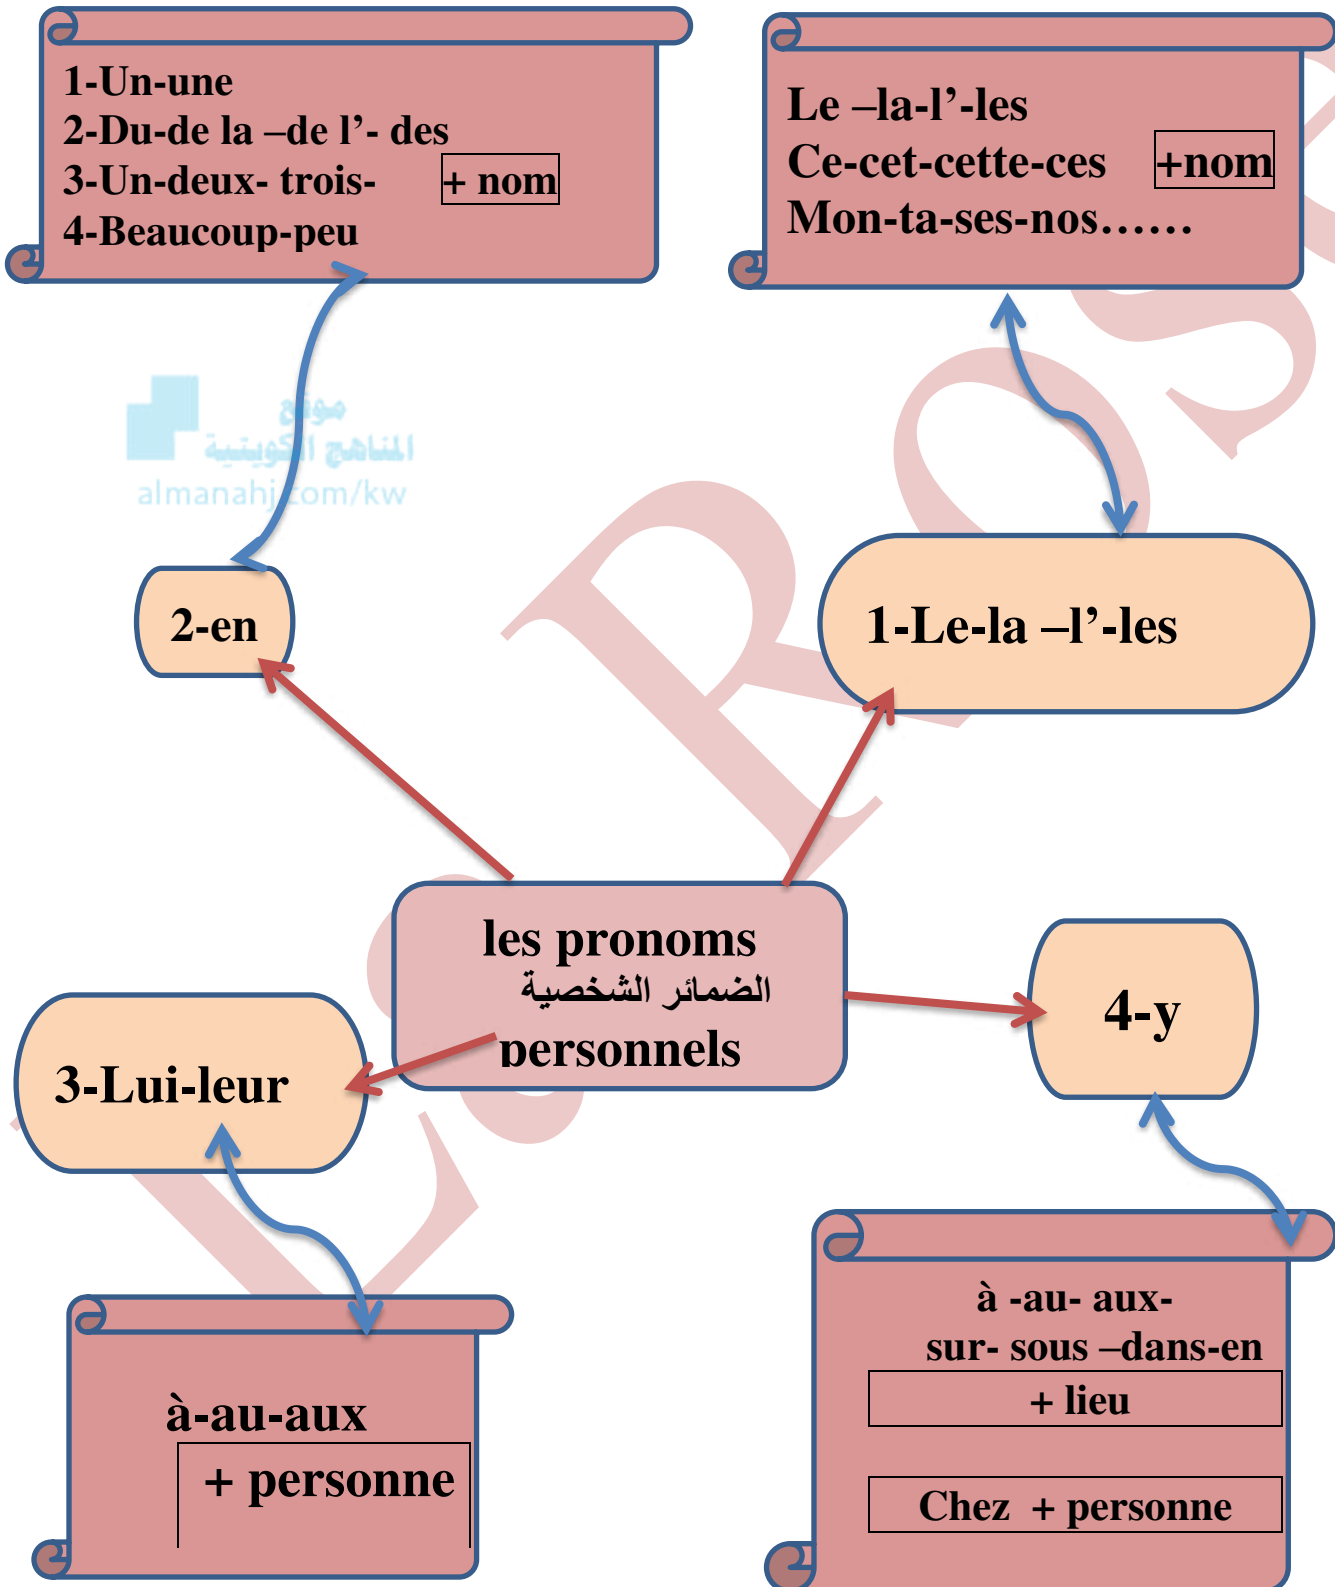 1-Un-une
2-Du-de la –de l’- des
3-Un-deux- trois- + nom
4-Beaucoup-peu
Le –la-l’-les
Ce-cet-cette-ces +nom
Mon-ta-ses-nos……
موقع
المناهج الكويتية
almanahj.com/kw
2-en
1-Le-la –l’-les
les pronoms
الضمائر الشخصية
personnels
4-y
3-Lui-leur
à -au- aux-
sur- sous –dans-en
+ lieu
Chez + personne
à-au-aux
+ personne